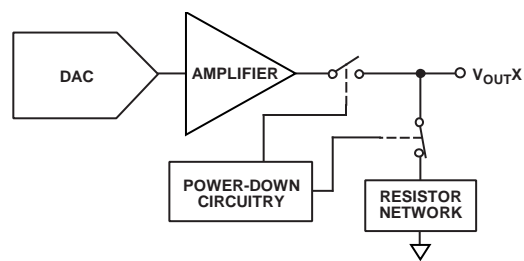 DAC
AMPLIFIER
VOUTX
POWER-DOWN
CIRCUITRY
RESISTOR
NETWORK